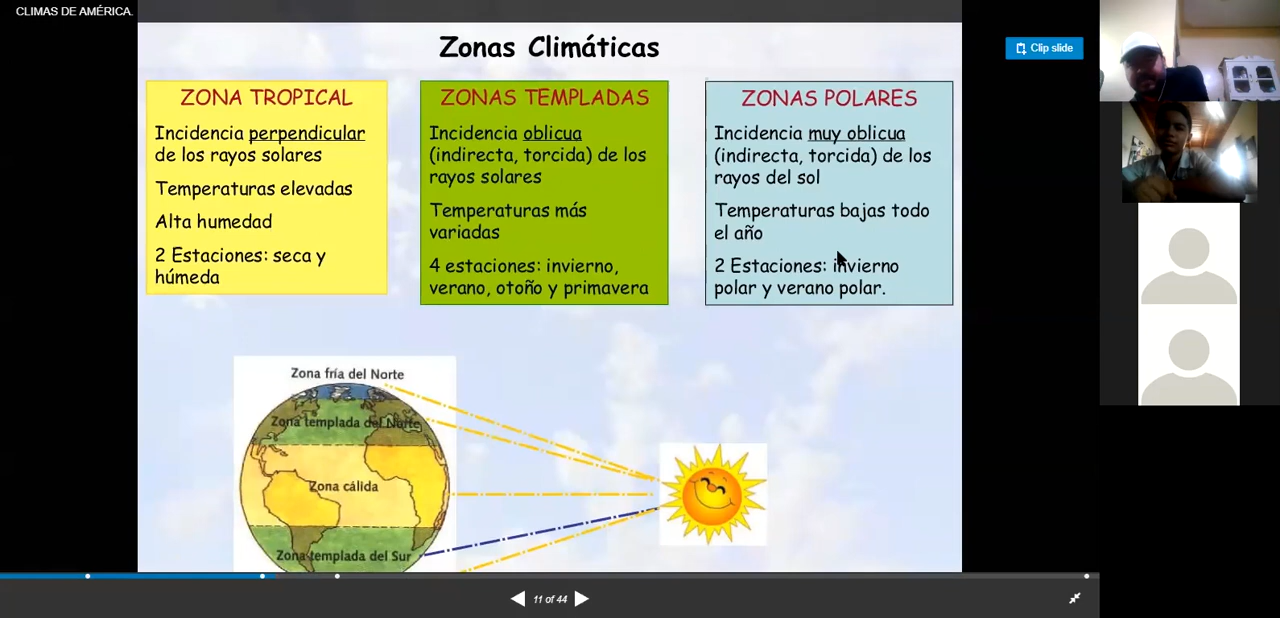 CLIMAS DE AMÉRICA.
Zonas Climáticas
Clip slide
ZONA TROPICAL
Incidencia perpendicular
de los rayos solares
Temperaturas elevadas
Alta humedad
2 Estaciones: seca y
húmeda
ZONAS TEMPLADAS
Incidencia oblicua
(indirecta, torcida) de los
rayos solares
Temperaturas más
variadas
4 estaciones: invierno,
verano, otoño y primavera
ZONAS POLARES
Incidencia muy oblicua
(indirecta, torcida) de los
rayos del sol
Temperaturas bajas todo
el año
2 Estaciones: invierno
polar y verano polar.
Zona fría del Norte
Zona templada del Norte
Zona cálida
Zona templada del Sur
11 of 44